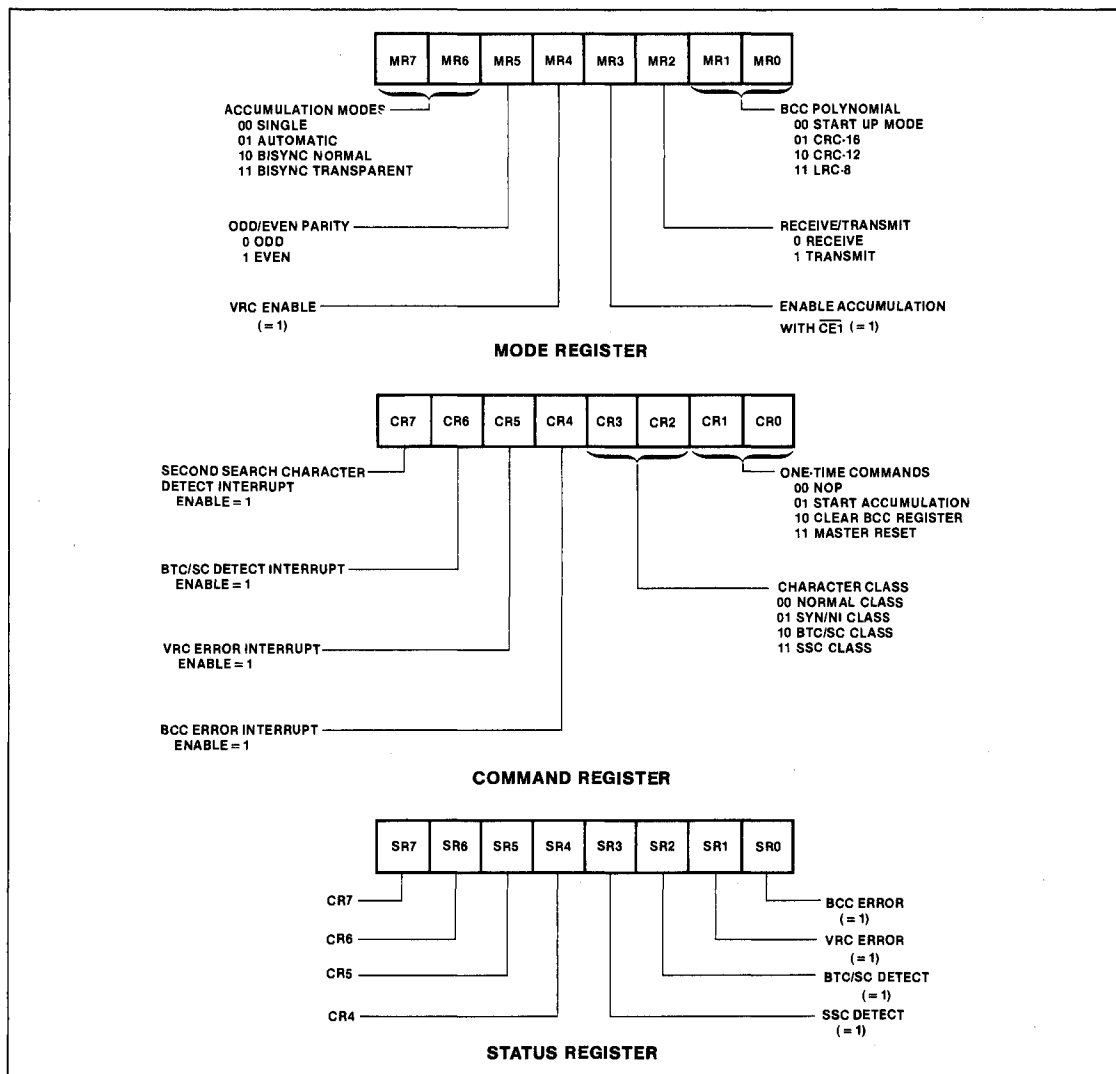 MR7 MR6 MR5 MR4 MR3 MR2 MR1 MR0
ACCUMULATION MODES
00 SINGLE
01 AUTOMATIC
10 BISYNC NORMAL
11 BISYNC TRANSPARENT
BCC POLYNOMIAL
00 START UP MODE
01 CRC-16
10 CRC-12
11 LRC-8
ODD/EVEN PARITY
0 ODD
1 EVEN
RECEIVE/TRANSMIT
0 RECEIVE
1 TRANSMIT
VRC ENABLE
(= 1)
ENABLE ACCUMULATION
WITH C̅E̅1̅ (= 1)
MODE REGISTER
CR7 CR6 CR5 CR4 CR3 CR2 CR1 CR0
SECOND SEARCH CHARACTER
DETECT INTERRUPT
ENABLE = 1
ONE-TIME COMMANDS
00 NOP
01 START ACCUMULATION
10 CLEAR BCC REGISTER
11 MASTER RESET
BTC/SC DETECT INTERRUPT
ENABLE = 1
CHARACTER CLASS
00 NORMAL CLASS
01 SYN/NI CLASS
10 BTC/SC CLASS
11 SSC CLASS
VRC ERROR INTERRUPT
ENABLE = 1
BCC ERROR INTERRUPT
ENABLE = 1
COMMAND REGISTER
SR7 SR6 SR5 SR4 SR3 SR2 SR1 SR0
CR7
BCC ERROR
(= 1)
CR6
VRC ERROR
(= 1)
CR5
BTC/SC DETECT
(= 1)
CR4
SSC DETECT
(= 1)
STATUS REGISTER